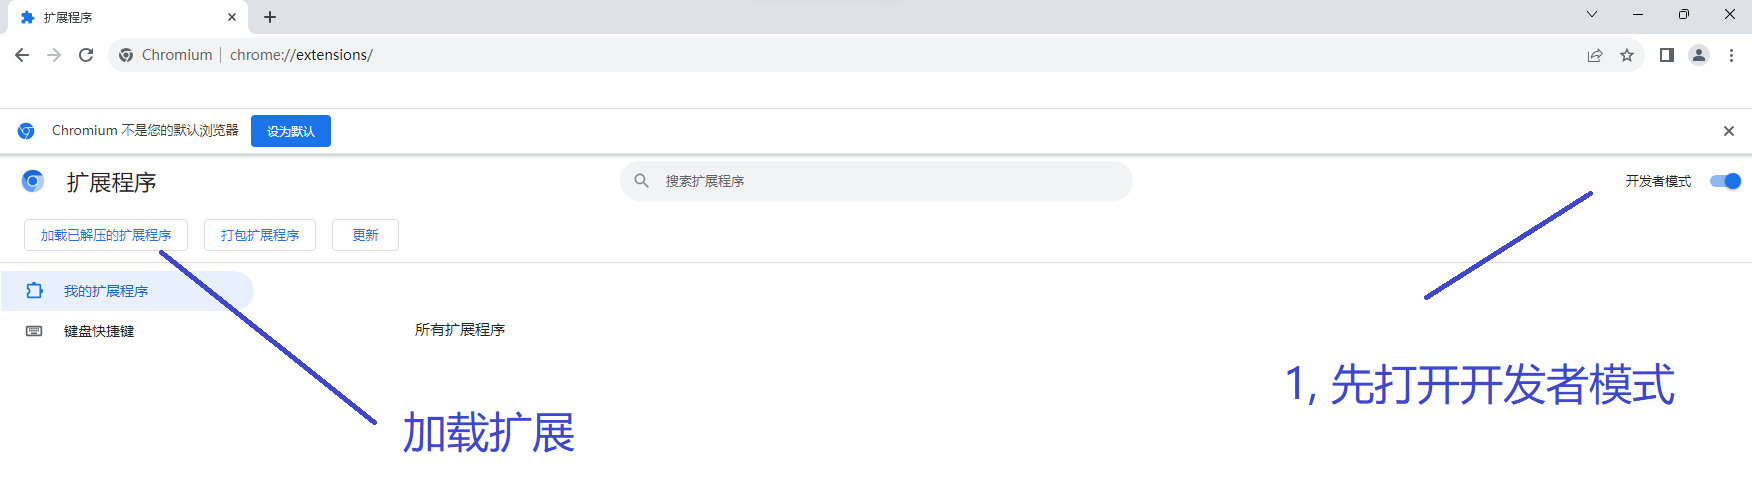 扩展程序
Chromium chrome://extensions/
Chromium 不是您的默认浏览器 设为默认
扩展程序 搜索扩展程序 开发者模式
加载已解压的扩展程序 打包扩展程序 更新
我的扩展程序
键盘快捷键 所有扩展程序
1, 先打开开发者模式
加载扩展